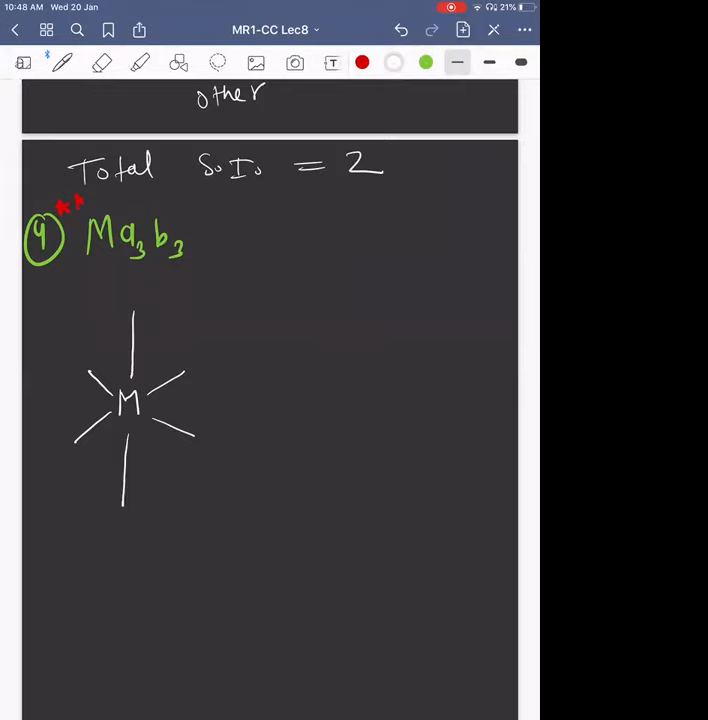 10:48 AM Wed 20 Jan 21%
MR1-CC Lec8
T
other
Total S.I. = 2
④ ** Ma₃b₃
M